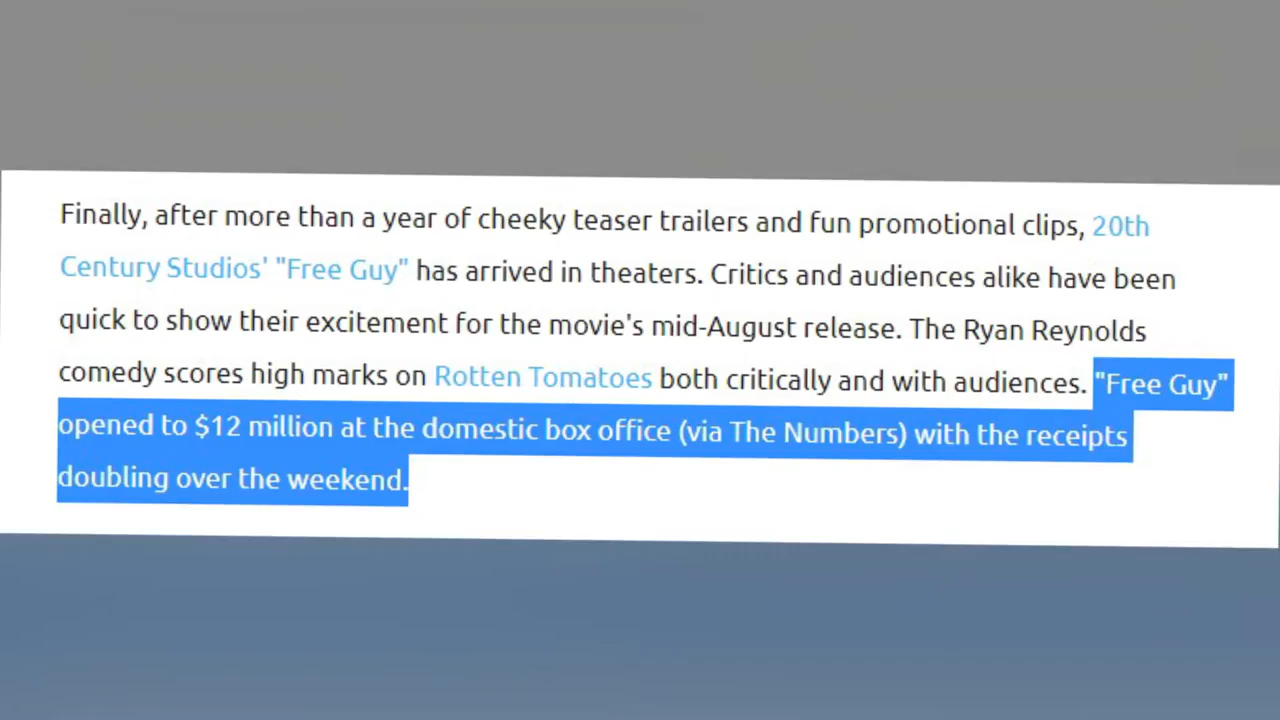 Finally, after more than a year of cheeky teaser trailers and fun promotional clips, 20th
Century Studios' "Free Guy" has arrived in theaters. Critics and audiences alike have been
quick to show their excitement for the movie's mid-August release. The Ryan Reynolds
comedy scores high marks on Rotten Tomatoes both critically and with audiences. "Free Guy"
opened to $12 million at the domestic box office (via The Numbers) with the receipts
doubling over the weekend.